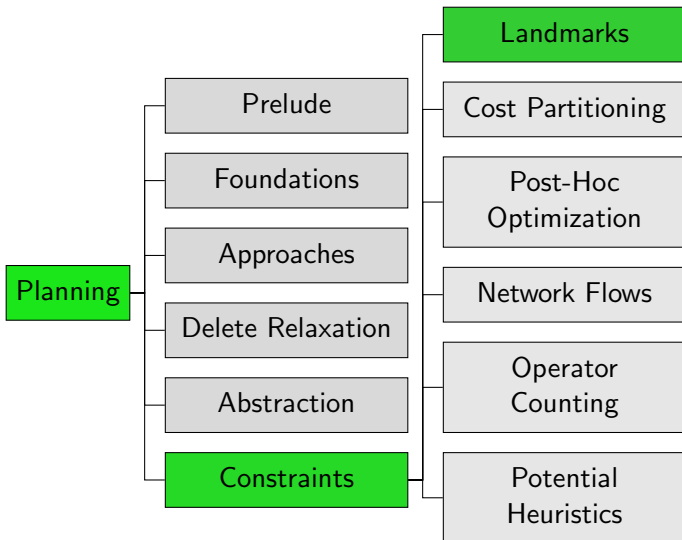 Planning
Prelude
Foundations
Approaches
Delete Relaxation
Abstraction
Constraints
Landmarks
Cost Partitioning
Post-Hoc
Optimization
Network Flows
Operator
Counting
Potential
Heuristics